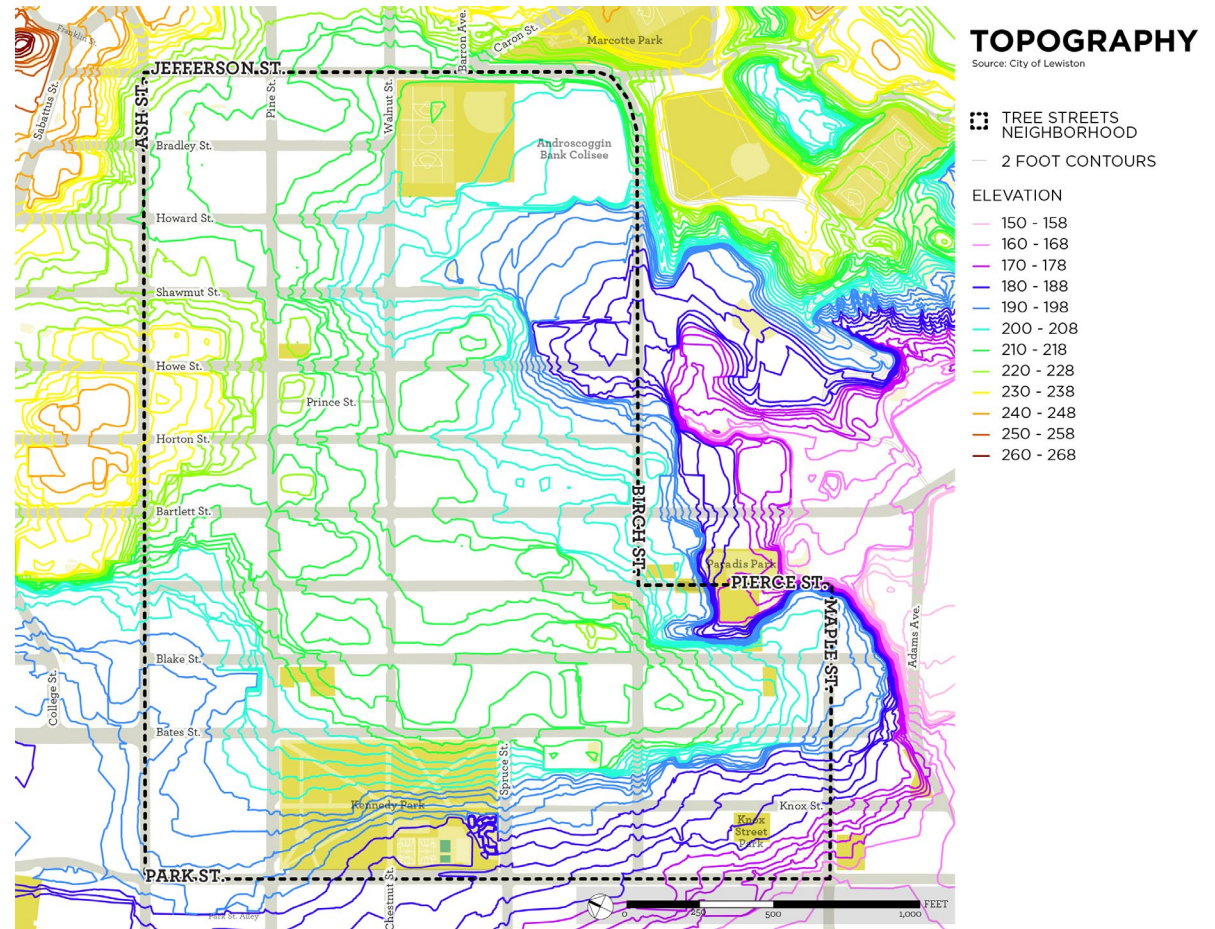 TOPOGRAPHY
Source: City of Lewiston
TREE STREETS
NEIGHBORHOOD
2 FOOT CONTOURS
ELEVATION
150 - 158
160 - 168
170 - 178
180 - 188
190 - 198
200 - 208
210 - 218
220 - 228
230 - 238
240 - 248
250 - 258
260 - 268
Franklin St.
Sabattus St.
Barron Ave.
Caron St.
Marcotte Park
JEFFERSON ST.
ASH ST.
Pine St.
Walnut St.
Bradley St.
Androscoggin
Bank Colisee
Howard St.
Shawmut St.
Howe St.
Prince St.
Horton St.
Bartlett St.
BIRCH ST.
Paradis Park
PIERCE ST.
MAPLE ST.
Adams Ave.
Blake St.
College St.
Bates St.
Spruce St.
Kennedy Park
Knox St.
Knox
Street
Park
PARK ST.
Chestnut St.
Park St. Alley
0 250 500 1,000 FEET